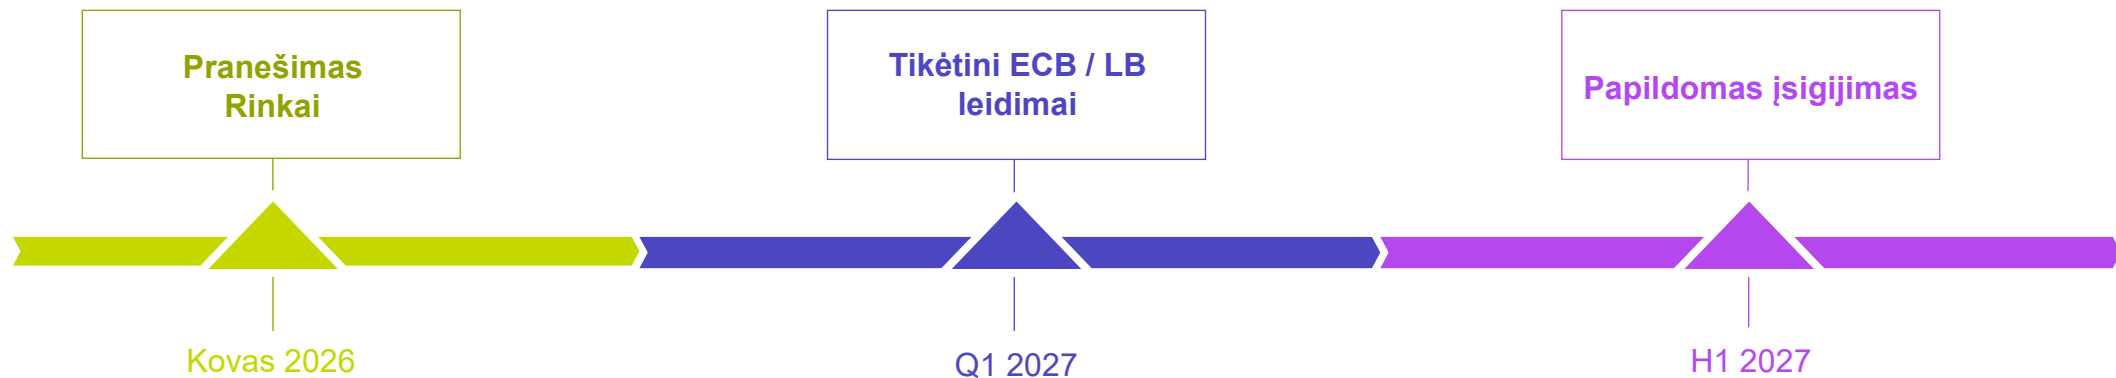 Pranešimas
Rinkai
Tikėtini ECB / LB
leidimai
Papildomas įsigijimas
Kovas 2026
Q1 2027
H1 2027